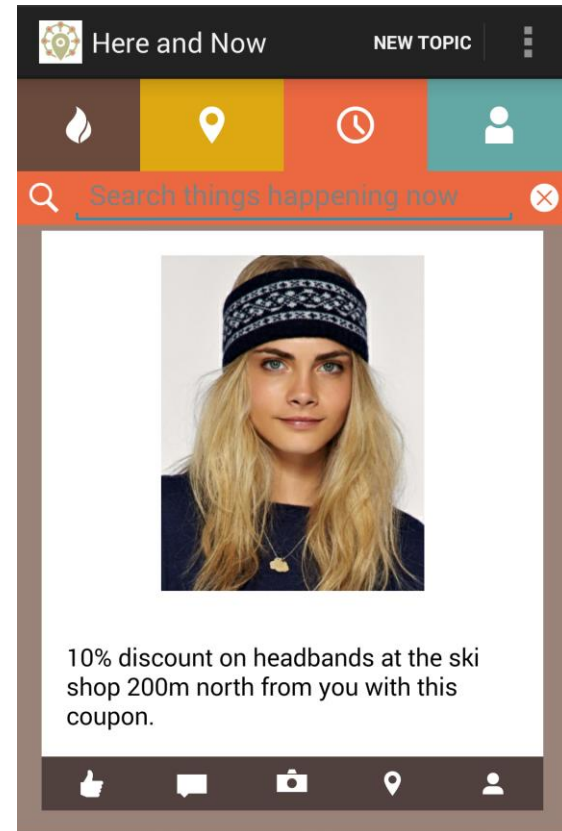 Here and Now
NEW TOPIC
Search things happening now
10% discount on headbands at the ski
shop 200m north from you with this
coupon.